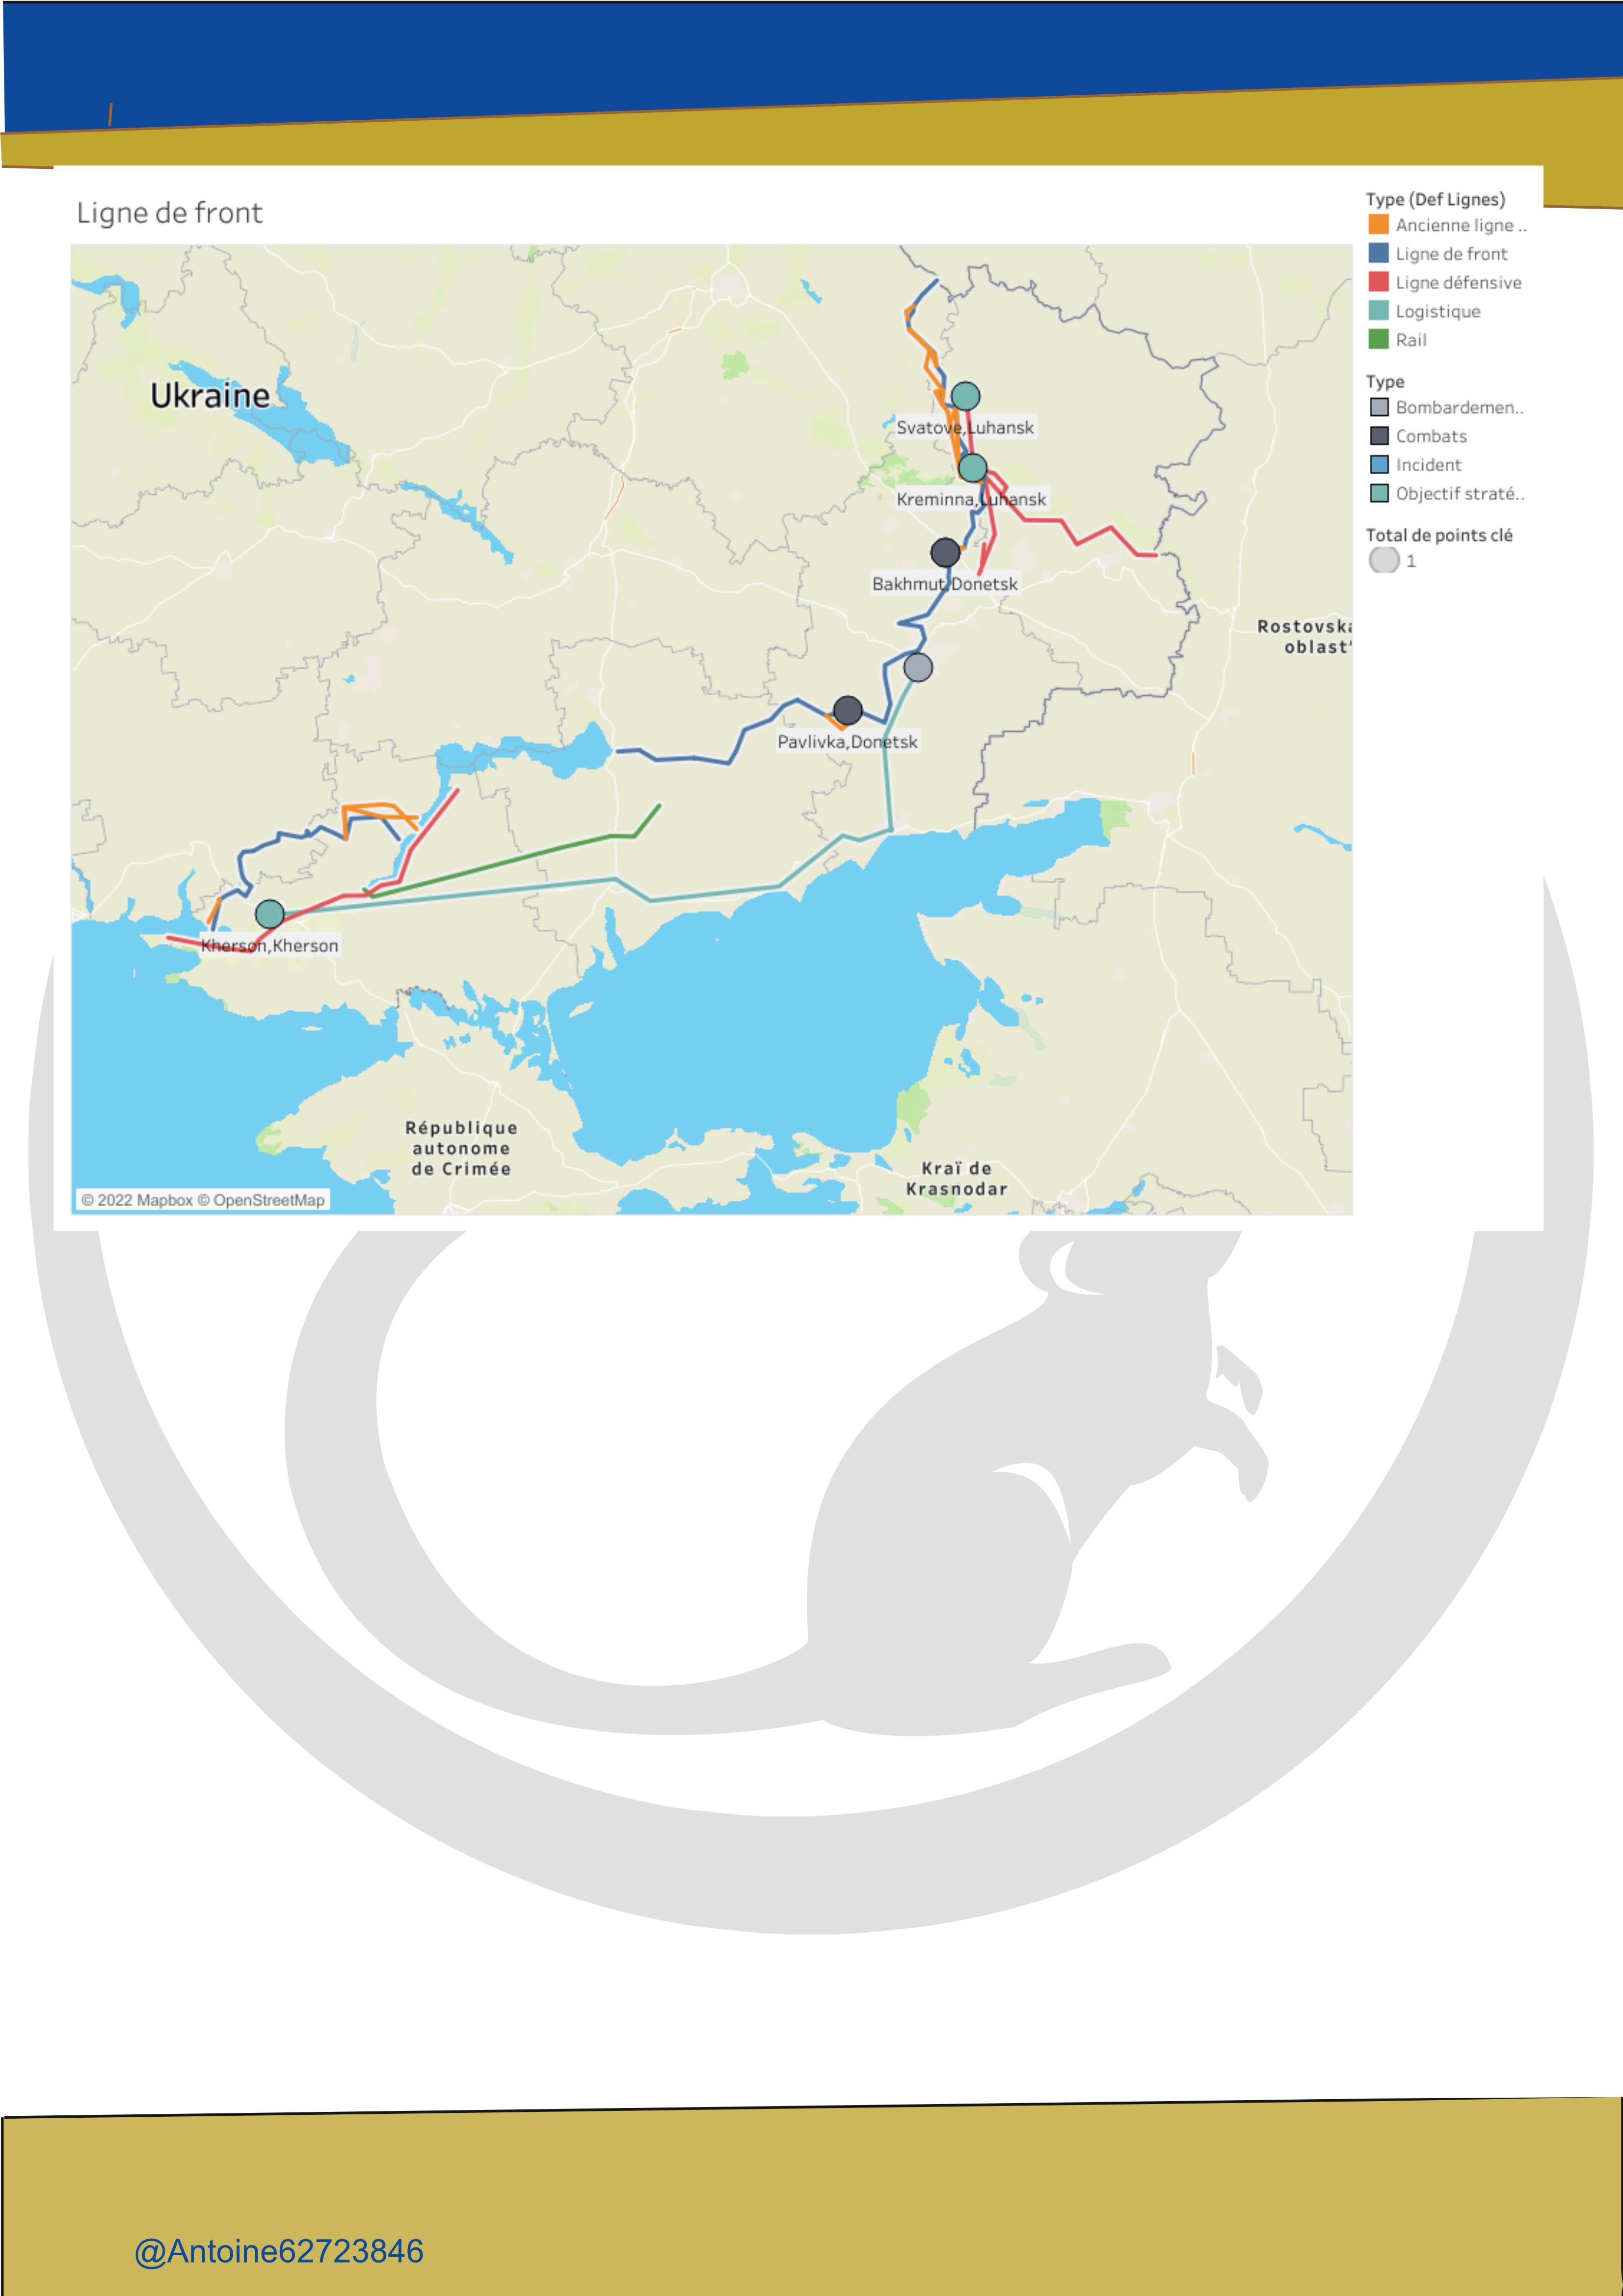 Ligne de front
Type (Def Lignes)
Ancienne ligne ..
Ligne de front
Ligne défensive
Logistique
Rail
Type
Bombardemen..
Combats
Incident
Objectif straté..
Total de points clé
1
Ukraine
Svatove,Luhansk
Kreminna,Luhansk
Bakhmut,Donetsk
Rostovska
oblast'
Pavlivka,Donetsk
Kherson,Kherson
République
autonome
de Crimée
Kraï de
Krasnodar
© 2022 Mapbox © OpenStreetMap
@Antoine62723846